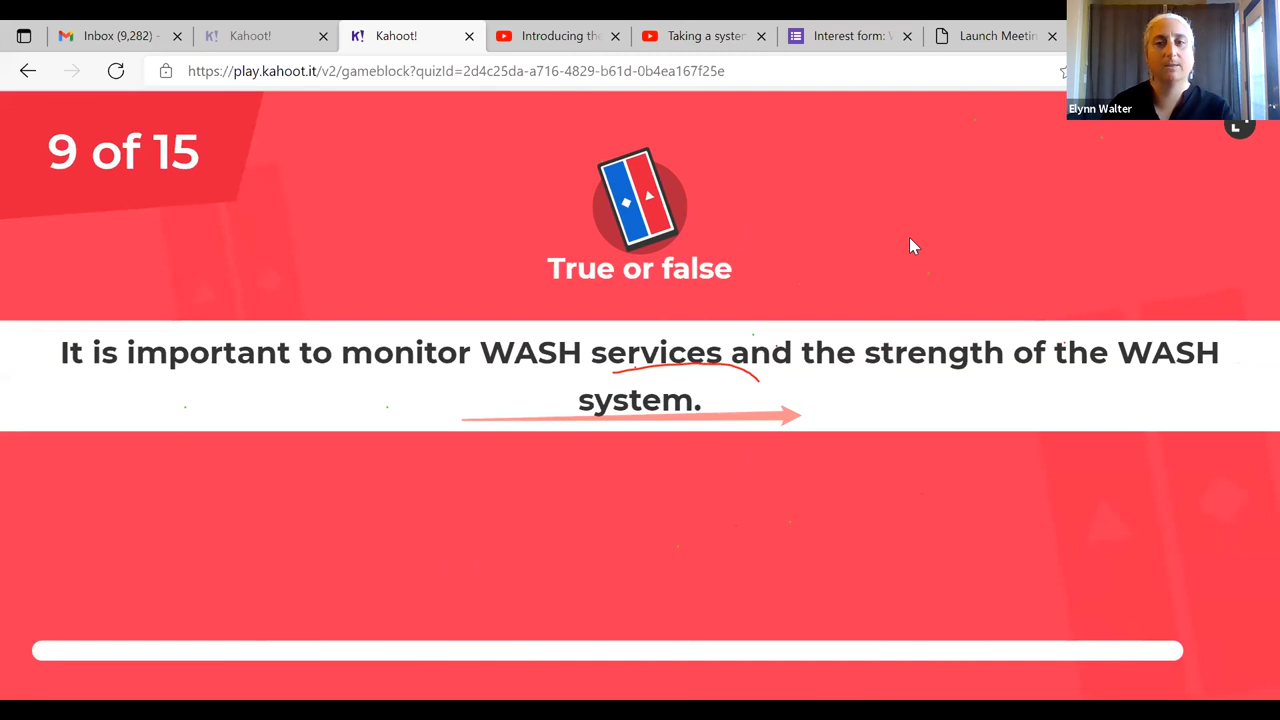 Inbox (9,282) -
Kahoot!
Kahoot!
Introducing the
Taking a system
Interest form: V
Launch Meetin
https://play.kahoot.it/v2/gameblock?quizId=2d4c25da-a716-4829-b61d-0b4ea167f25e
Elynn Walter
9 of 15
True or false
It is important to monitor WASH services and the strength of the WASH
system.